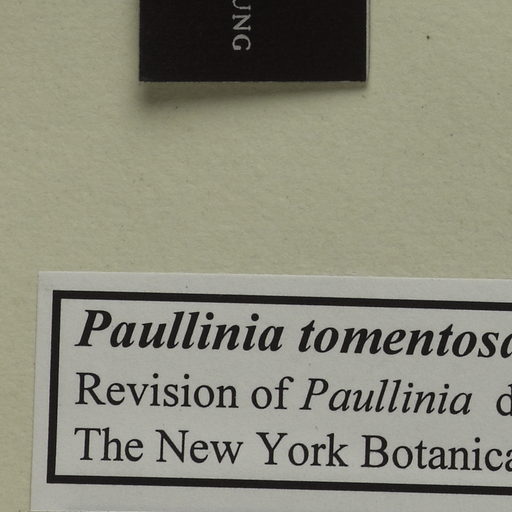 UNG
Paullinia tomentosa
Revision of Paullinia d
The New York Botanica